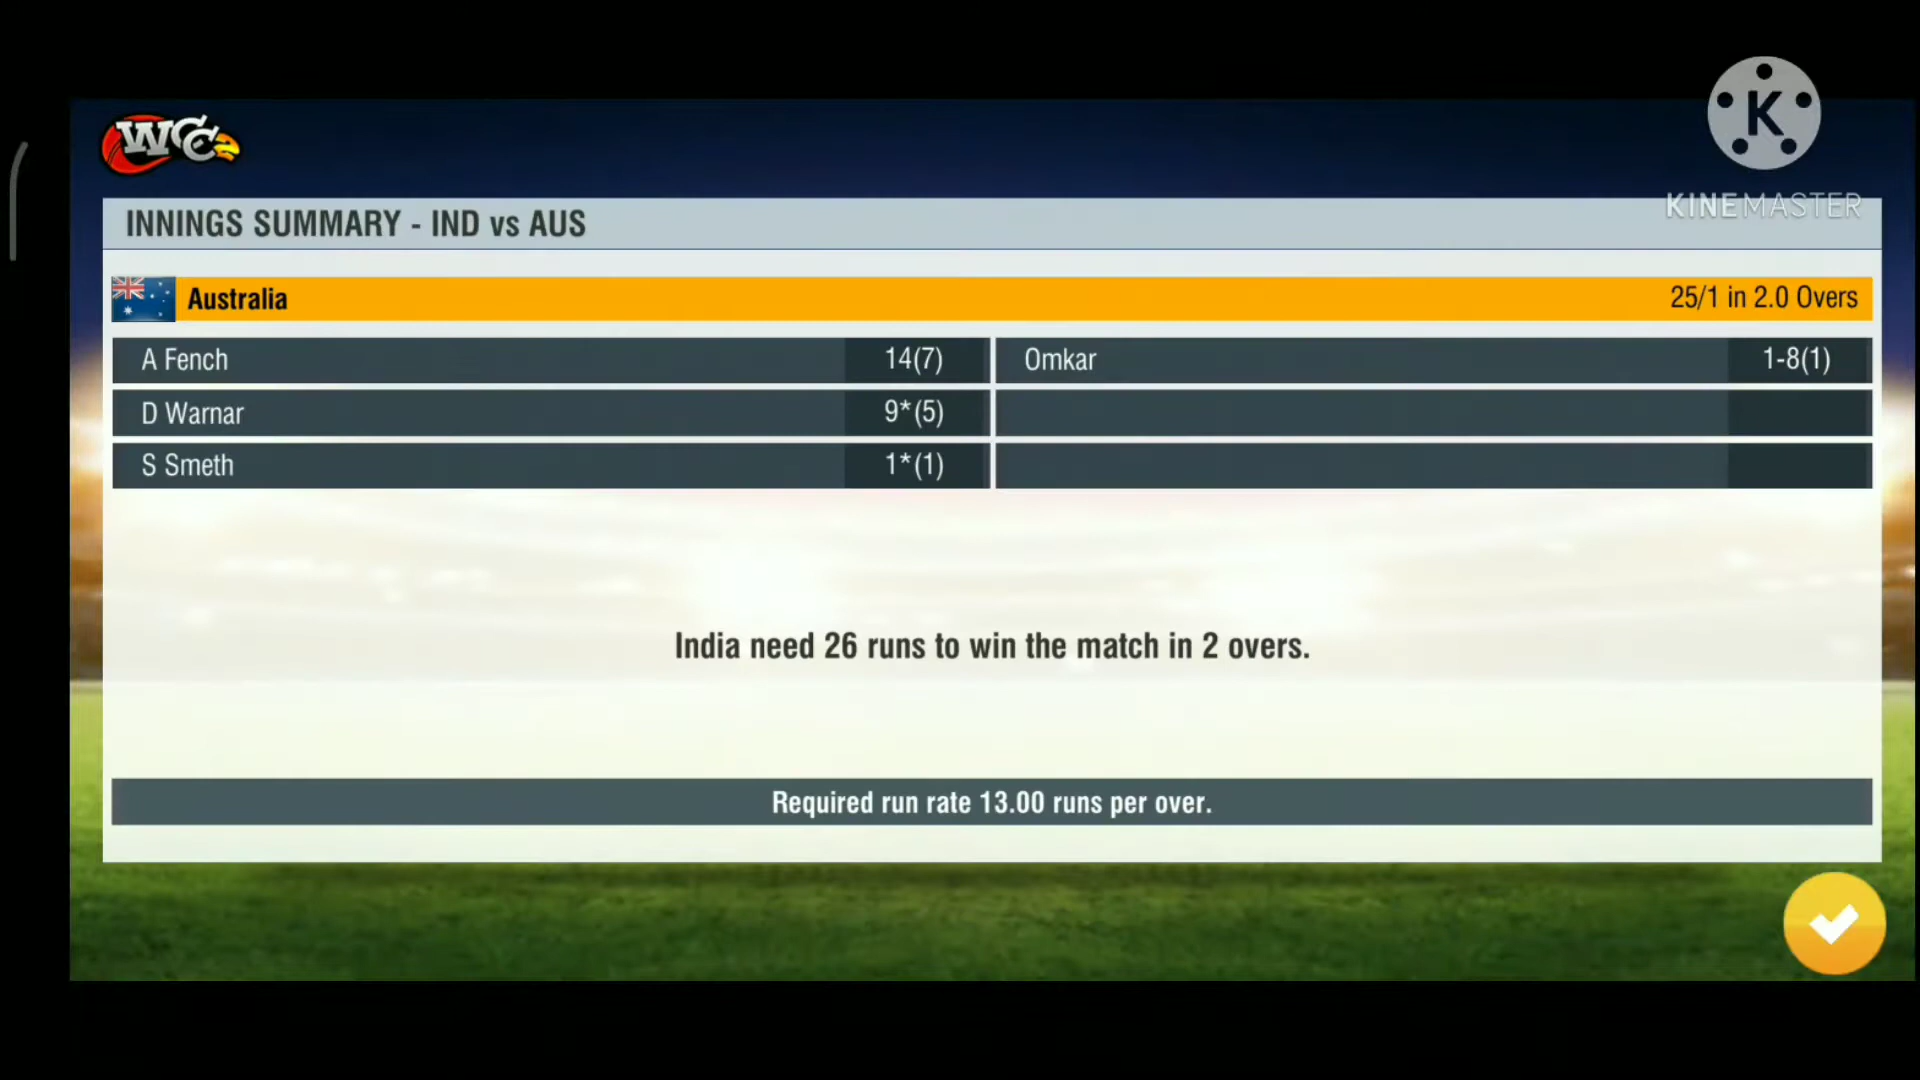 WCC
K
KINEMASTER
INNINGS SUMMARY - IND vs AUS
Australia 25/1 in 2.0 Overs
A Fench 14(7) Omkar 1-8(1)
D Warnar 9*(5)
S Smeth 1*(1)
India need 26 runs to win the match in 2 overs.
Required run rate 13.00 runs per over.